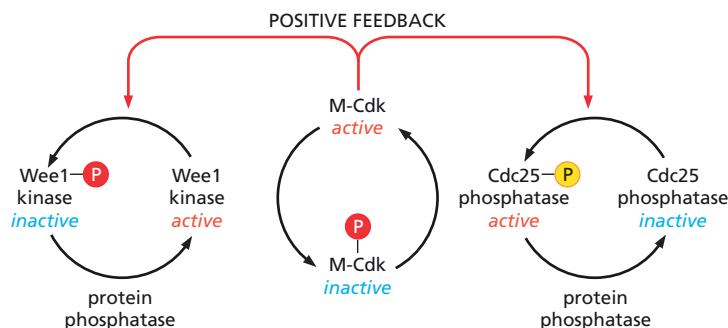 POSITIVE FEEDBACK
Wee1 P
kinase
inactive
Wee1
kinase
active
protein
phosphatase
M-Cdk
active
P
M-Cdk
inactive
Cdc25 P
phosphatase
active
Cdc25
phosphatase
inactive
protein
phosphatase